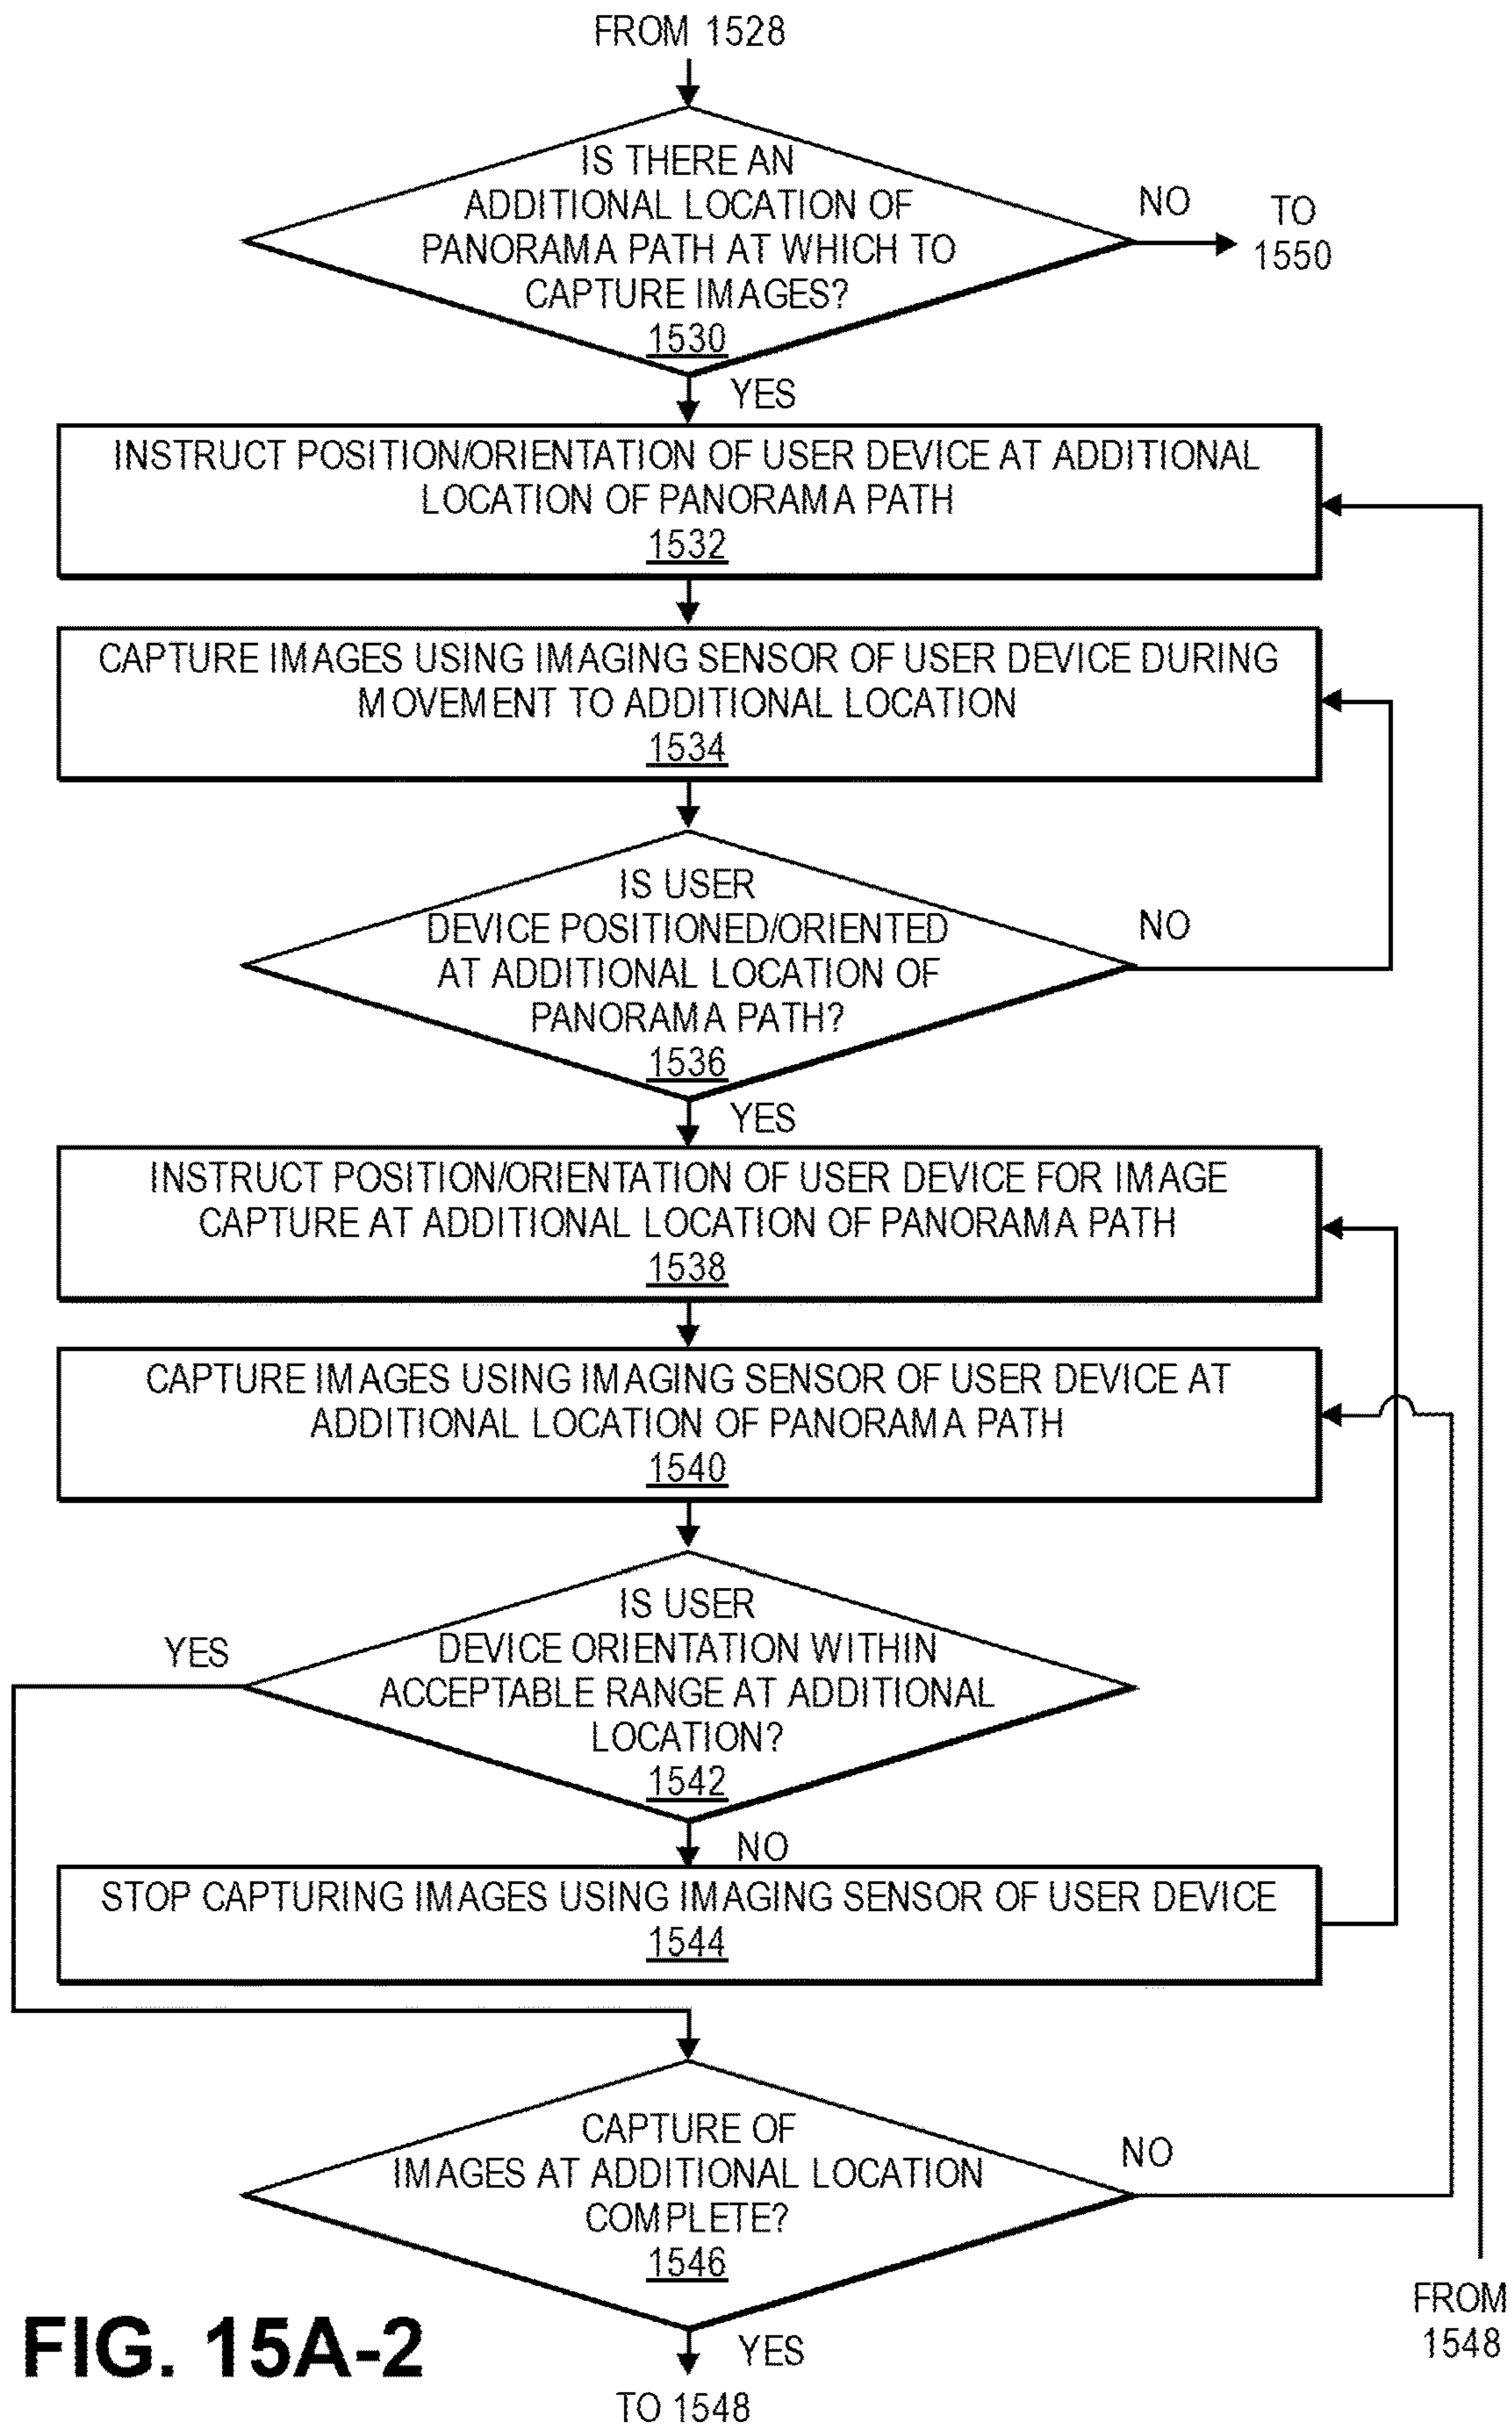 FROM 1528
IS THERE AN
ADDITIONAL LOCATION OF
PANORAMA PATH AT WHICH TO
CAPTURE IMAGES?
1530
NO
TO
1550
YES
INSTRUCT POSITION/ORIENTATION OF USER DEVICE AT ADDITIONAL
LOCATION OF PANORAMA PATH
1532
CAPTURE IMAGES USING IMAGING SENSOR OF USER DEVICE DURING
MOVEMENT TO ADDITIONAL LOCATION
1534
IS USER
DEVICE POSITIONED/ORIENTED
AT ADDITIONAL LOCATION OF
PANORAMA PATH?
1536
NO
YES
INSTRUCT POSITION/ORIENTATION OF USER DEVICE FOR IMAGE
CAPTURE AT ADDITIONAL LOCATION OF PANORAMA PATH
1538
CAPTURE IMAGES USING IMAGING SENSOR OF USER DEVICE AT
ADDITIONAL LOCATION OF PANORAMA PATH
1540
IS USER
DEVICE ORIENTATION WITHIN
ACCEPTABLE RANGE AT ADDITIONAL
LOCATION?
1542
YES
NO
STOP CAPTURING IMAGES USING IMAGING SENSOR OF USER DEVICE
1544
CAPTURE OF
IMAGES AT ADDITIONAL LOCATION
COMPLETE?
1546
NO
YES
TO 1548
FROM
1548
FIG. 15A-2